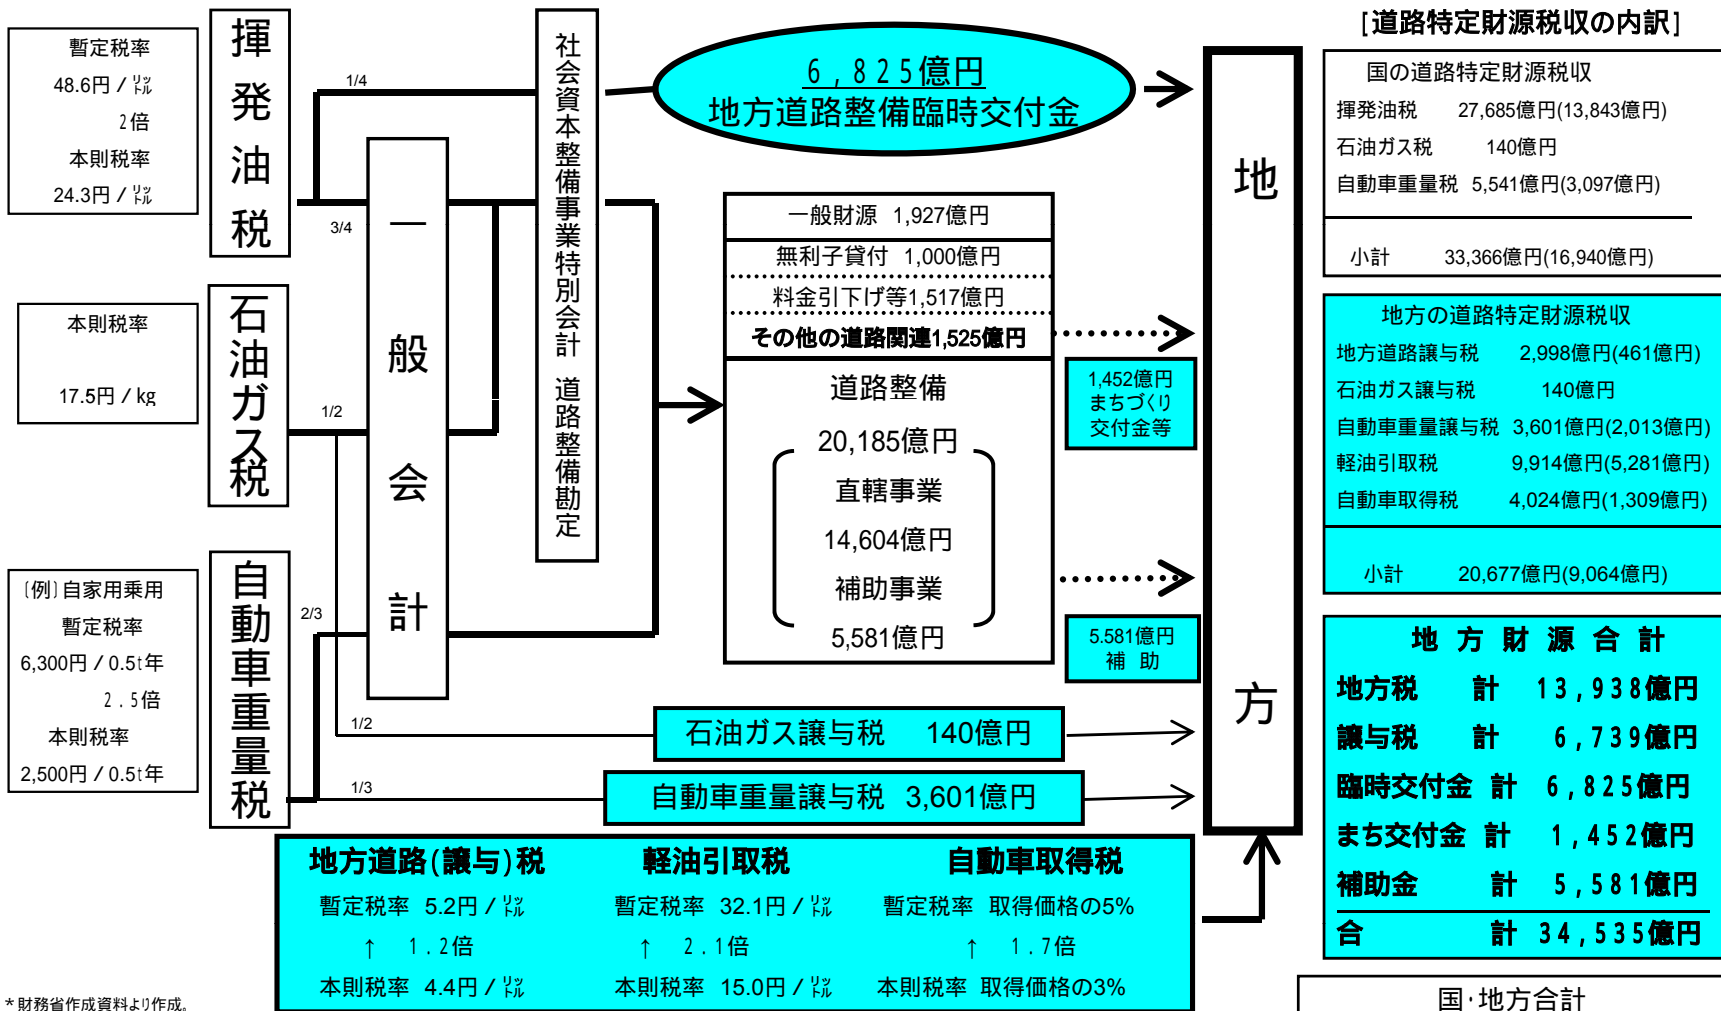 暫定税率
48.6円/リットル
2倍
本則税率
24.3円/リットル
揮発油税
1/4
3/4
本則税率
17.5円/kg
石油ガス税
1/2
1/2
〔例〕自家用乗用
暫定税率
6,300円/0.5t年
2.5倍
本則税率
2,500円/0.5t年
自動車重量税
2/3
1/3
一般会計
社会資本整備事業特別会計 道路整備勘定
6,825億円
地方道路整備臨時交付金
一般財源 1,927億円
無利子貸付 1,000億円
料金引下げ等1,517億円
その他の道路関連1,525億円
道路整備
20,185億円
直轄事業
14,604億円
補助事業
5,581億円
1,452億円
まちづくり
交付金等
5.581億円
補 助
石油ガス譲与税 140億円
自動車重量譲与税 3,601億円
地方
地方道路(譲与)税
暫定税率 5.2円/リットル
↑ 1.2倍
本則税率 4.4円/リットル
軽油引取税
暫定税率 32.1円/リットル
↑ 2.1倍
本則税率 15.0円/リットル
自動車取得税
暫定税率 取得価格の5%
↑ 1.7倍
本則税率 取得価格の3%
*財務省作成資料より作成。
[道路特定財源税収の内訳]
国の道路特定財源税収
揮発油税 27,685億円(13,843億円)
石油ガス税 140億円
自動車重量税 5,541億円(3,097億円)
小計 33,366億円(16,940億円)
地方の道路特定財源税収
地方道路譲与税 2,998億円(461億円)
石油ガス譲与税 140億円
自動車重量譲与税 3,601億円(2,013億円)
軽油引取税 9,914億円(5,281億円)
自動車取得税 4,024億円(1,309億円)
小計 20,677億円(9,064億円)
地方財源合計
地方税 計 13,938億円
譲与税 計 6,739億円
臨時交付金 計 6,825億円
まち交付金 計 1,452億円
補助金 計 5,581億円
合 計 34,535億円
国・地方合計